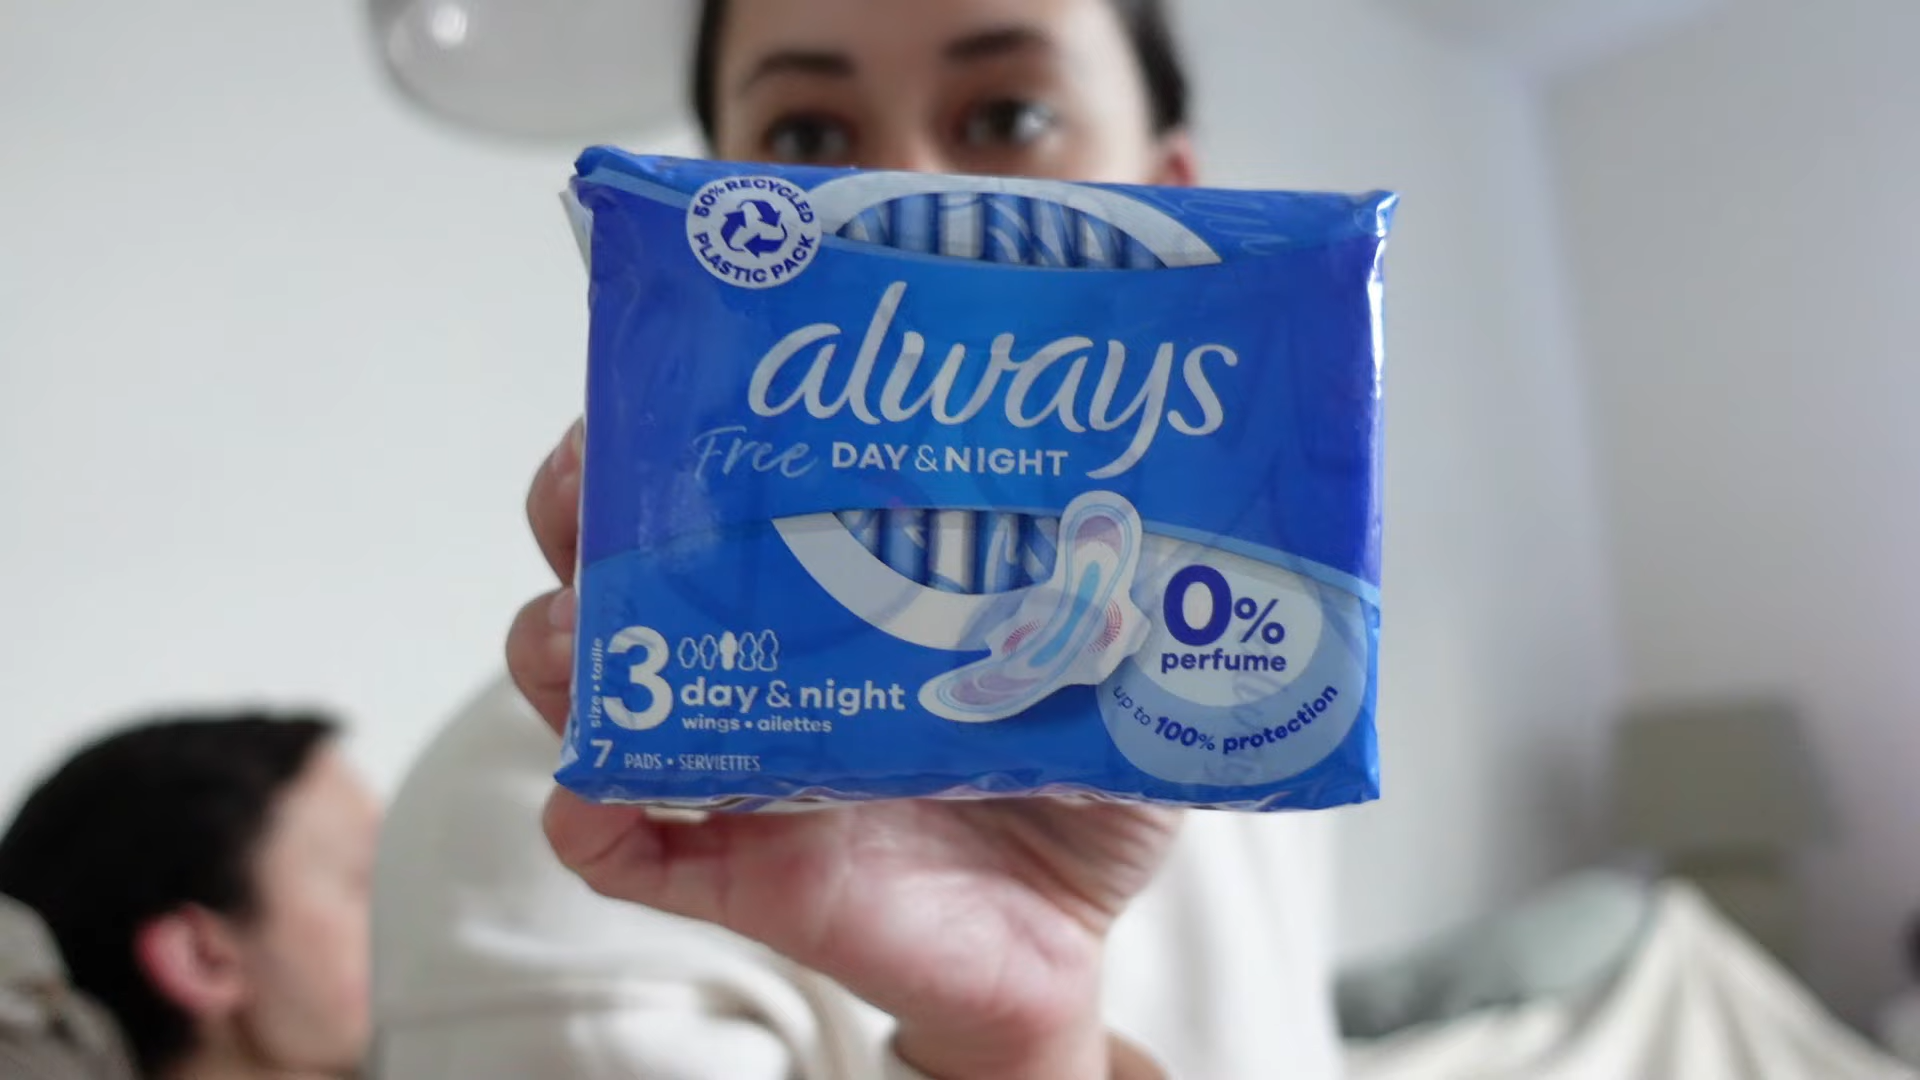 50% RECYCLED
PLASTIC PACK
always
Free DAY & NIGHT
0%
perfume
up to 100% protection
size • taille
3
day & night
wings • ailettes
7 PADS • SERVIETTES